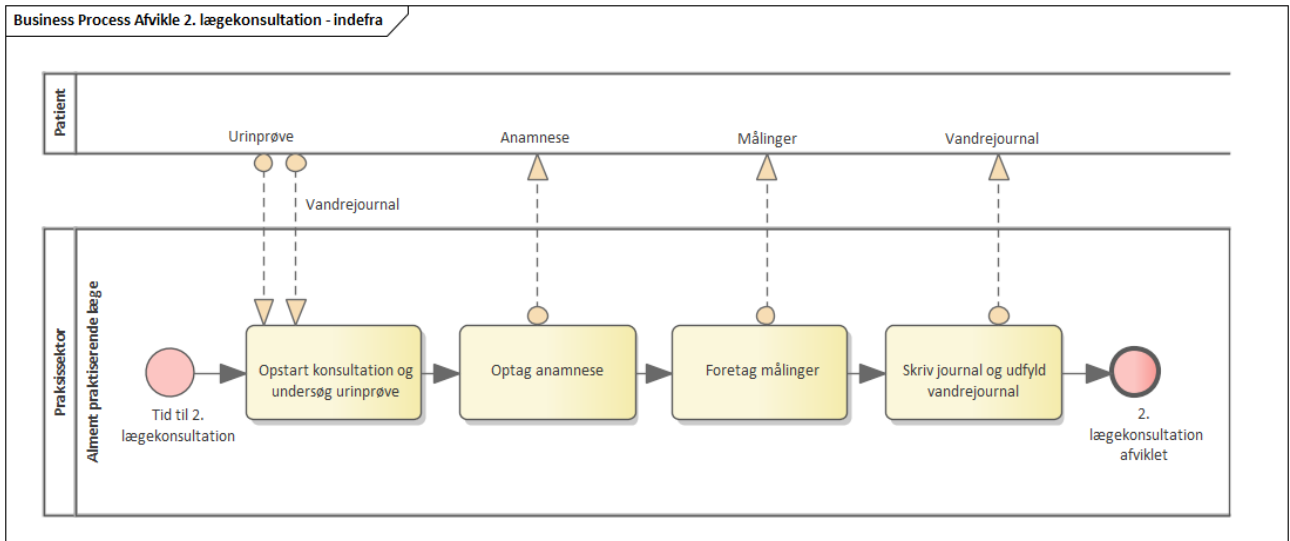 Business Process Afvikle 2. lægekonsultation - indefra
Patient
Urinprøve
Anamnese
Målinger
Vandrejournal
Vandrejournal
Praksissektor
Alment praktiserende læge
Tid til 2.
lægekonsultation
Opstart konsultation og
undersøg urinprøve
Optag anamnese
Foretag målinger
Skriv journal og udfyld
vandrejournal
2.
lægekonsultation
afviklet